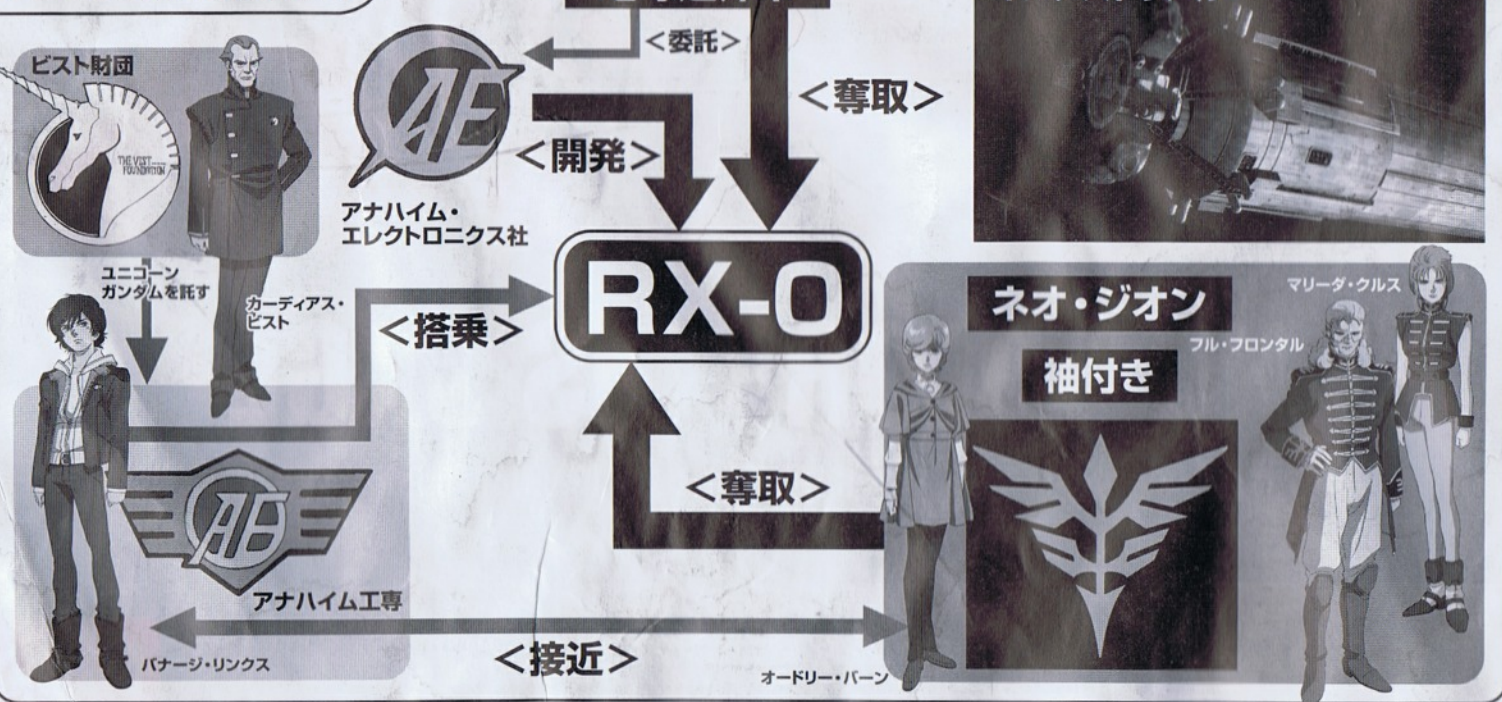 <委託>
ビスト財団
THE VIST
FOUNDATION
AE
<奪取>
<開発>
アナハイム・
エレクトロニクス社
ユニコーン
ガンダムを託す
カーディアス・
ビスト
<搭乗>
RX-0
ネオ・ジオン
マリーダ・クルス
フル・フロンタル
袖付き
<奪取>
アナハイム工専
バナージ・リンクス
<接近>
オードリー・バーン